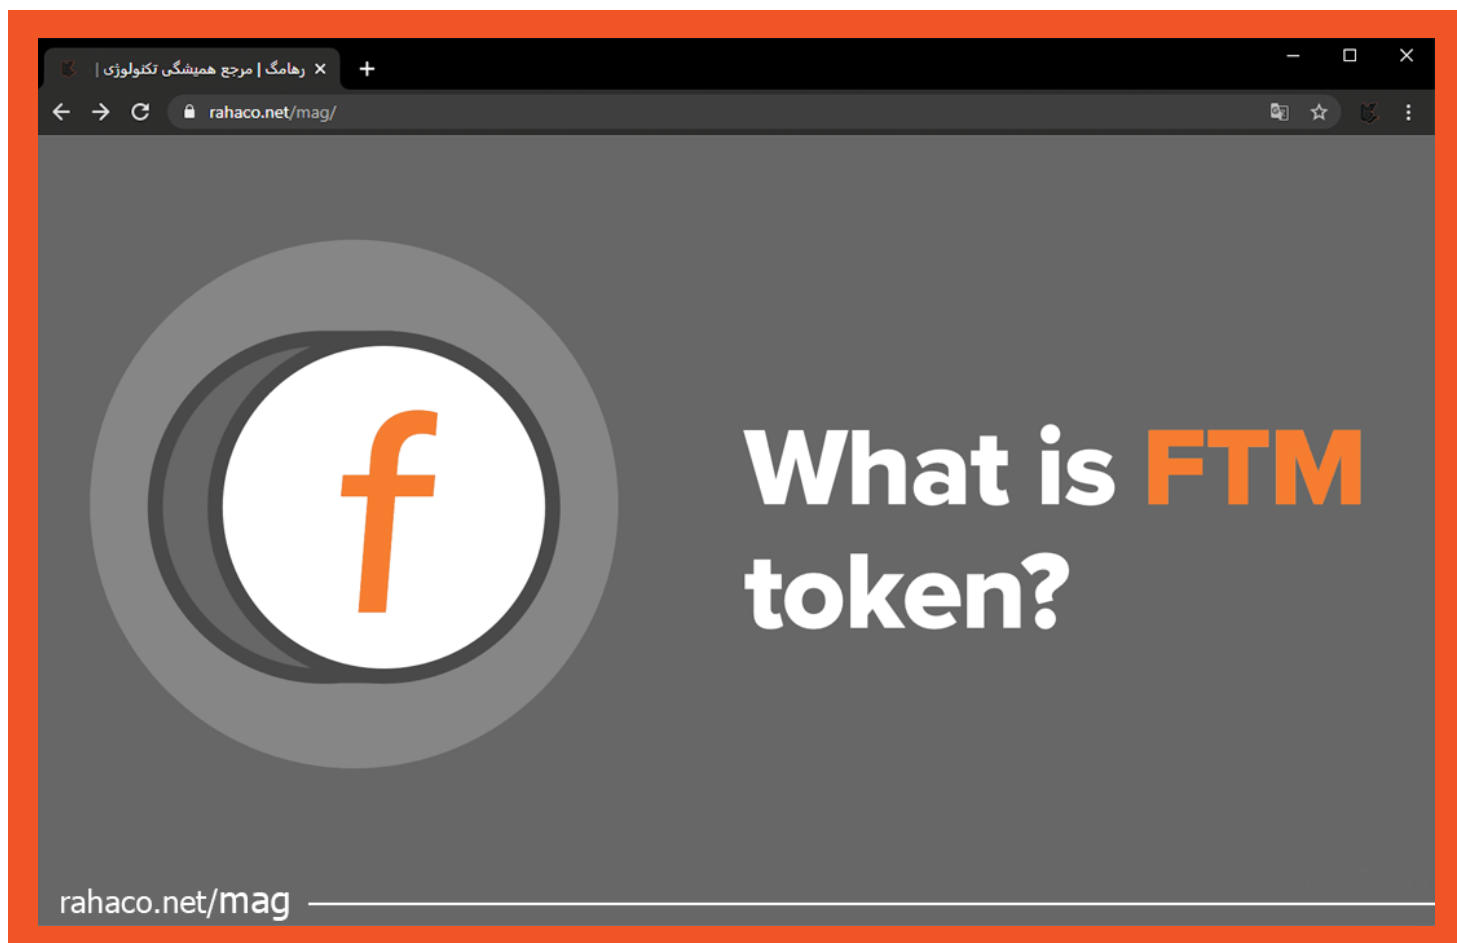 رهامگ | مرجع همیشگی تکنولوژی |
rahaco.net/mag/
f
What is FTM
token?
rahaco.net/mag